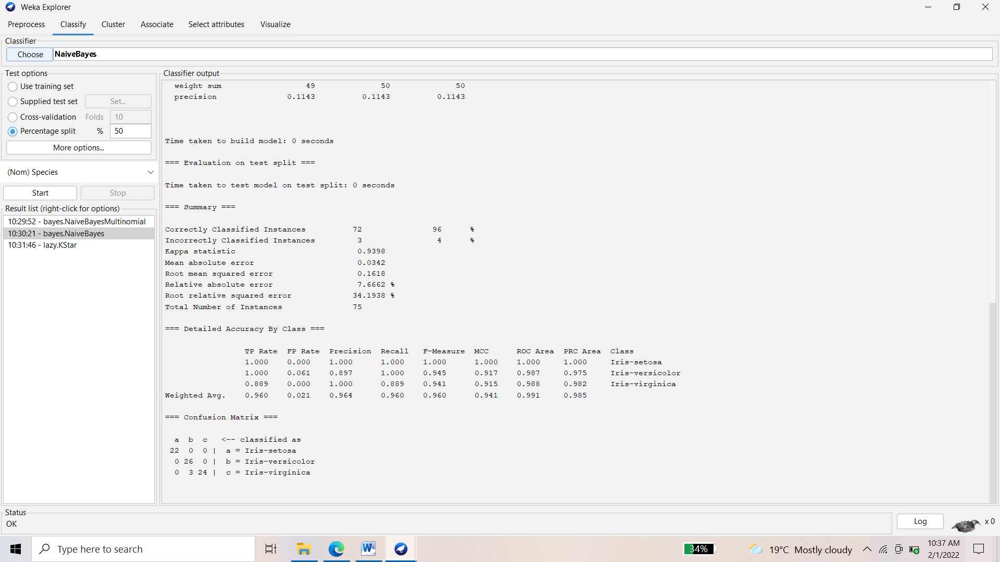 Weka Explorer
Preprocess Classify Cluster Associate Select attributes Visualize
Classifier
Choose NaiveBayes
Test options
Use training set
Supplied test set Set...
Cross-validation Folds 10
Percentage split % 50
More options...
(Nom) Species
Start Stop
Result list (right-click for options)
10:29:52 - bayes.NaiveBayesMultinomial
10:30:21 - bayes.NaiveBayes
10:31:46 - lazy.KStar
Classifier output
weight sum 49 50 50
precision 0.1143 0.1143 0.1143
Time taken to build model: 0 seconds
=== Evaluation on test split ===
Time taken to test model on test split: 0 seconds
=== Summary ===
Correctly Classified Instances 72 96 %
Incorrectly Classified Instances 3 4 %
Kappa statistic 0.9398
Mean absolute error 0.0342
Root mean squared error 0.1618
Relative absolute error 7.6662 %
Root relative squared error 34.1938 %
Total Number of Instances 75
=== Detailed Accuracy By Class ===
TP Rate FP Rate Precision Recall F-Measure MCC ROC Area PRC Area Class
1.000 0.000 1.000 1.000 1.000 1.000 1.000 1.000 Iris-setosa
1.000 0.061 0.897 1.000 0.945 0.917 0.987 0.975 Iris-versicolor
0.889 0.000 1.000 0.889 0.941 0.915 0.988 0.982 Iris-virginica
Weighted Avg. 0.960 0.021 0.964 0.960 0.960 0.941 0.991 0.985
=== Confusion Matrix ===
a b c <-- classified as
22 0 0 | a = Iris-setosa
0 26 0 | b = Iris-versicolor
0 3 24 | c = Iris-virginica
Status
OK
Log x 0
Type here to search
34%
19°C Mostly cloudy
10:37 AM
2/1/2022